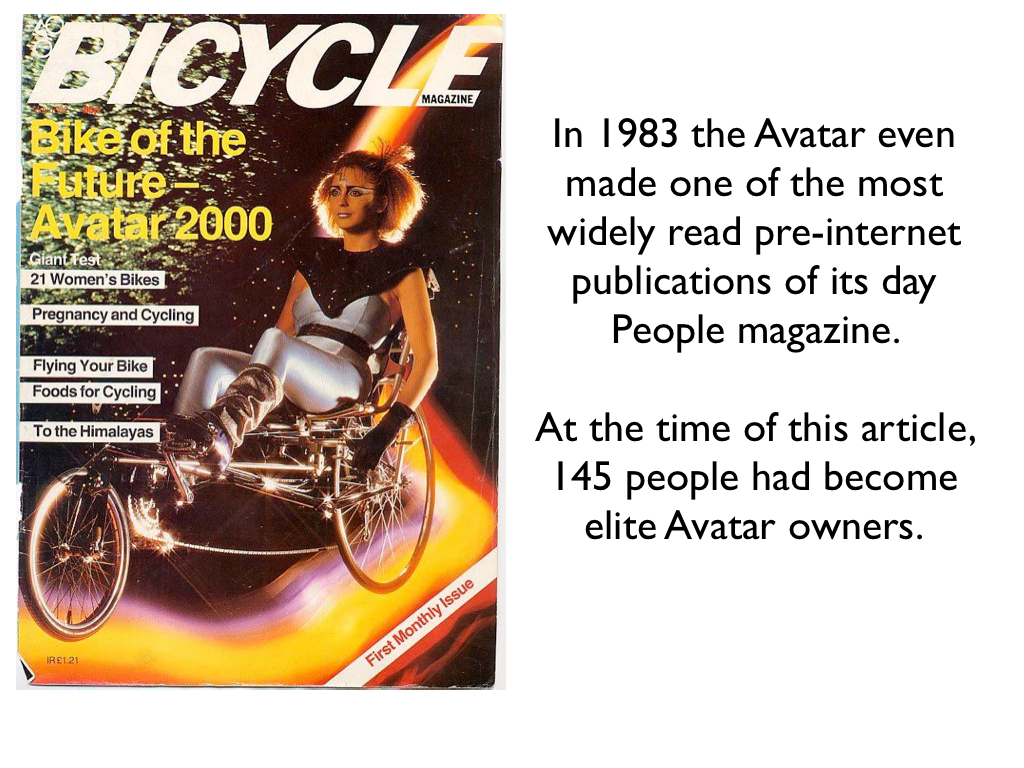 BICYCLE
MAGAZINE
Bike of the
Future –
Avatar 2000
Giant Test
21 Women's Bikes
Pregnancy and Cycling
Flying Your Bike
Foods for Cycling
To the Himalayas
First Monthly Issue
IR£1.21
In 1983 the Avatar even
made one of the most
widely read pre-internet
publications of its day
People magazine.
At the time of this article,
145 people had become
elite Avatar owners.